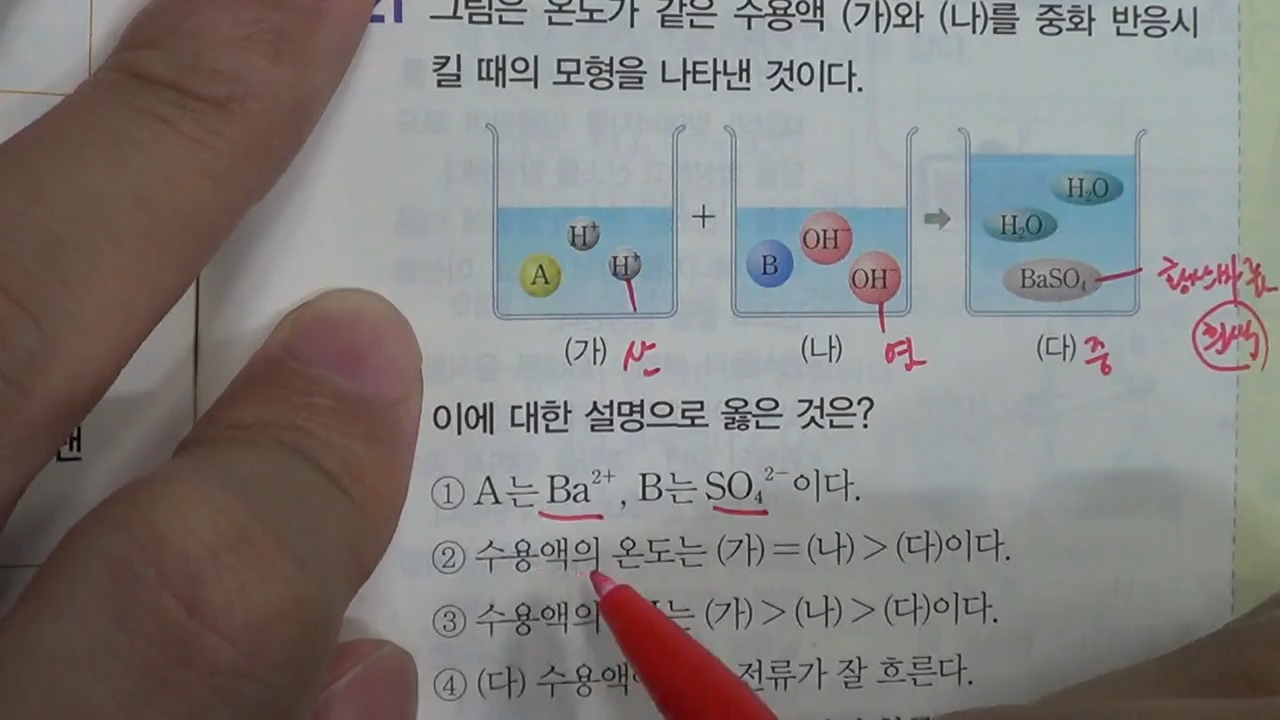 21 그림은 온도가 같은 수용액 (가)와 (나)를 중화 반응시
킬 때의 모형을 나타낸 것이다.
A H⁺ H⁺ + B OH⁻ OH⁻ H₂O H₂O BaSO₄
(가) 산 (나) 염 (다) 중
흰색
이에 대한 설명으로 옳은 것은?
① A는 Ba²⁺, B는 SO₄²⁻이다.
② 수용액의 온도는 (가)=(나)>(다)이다.
③ 수용액의 는 (가)>(나)>(다)이다.
④ (다) 수용액 전류가 잘 흐른다.